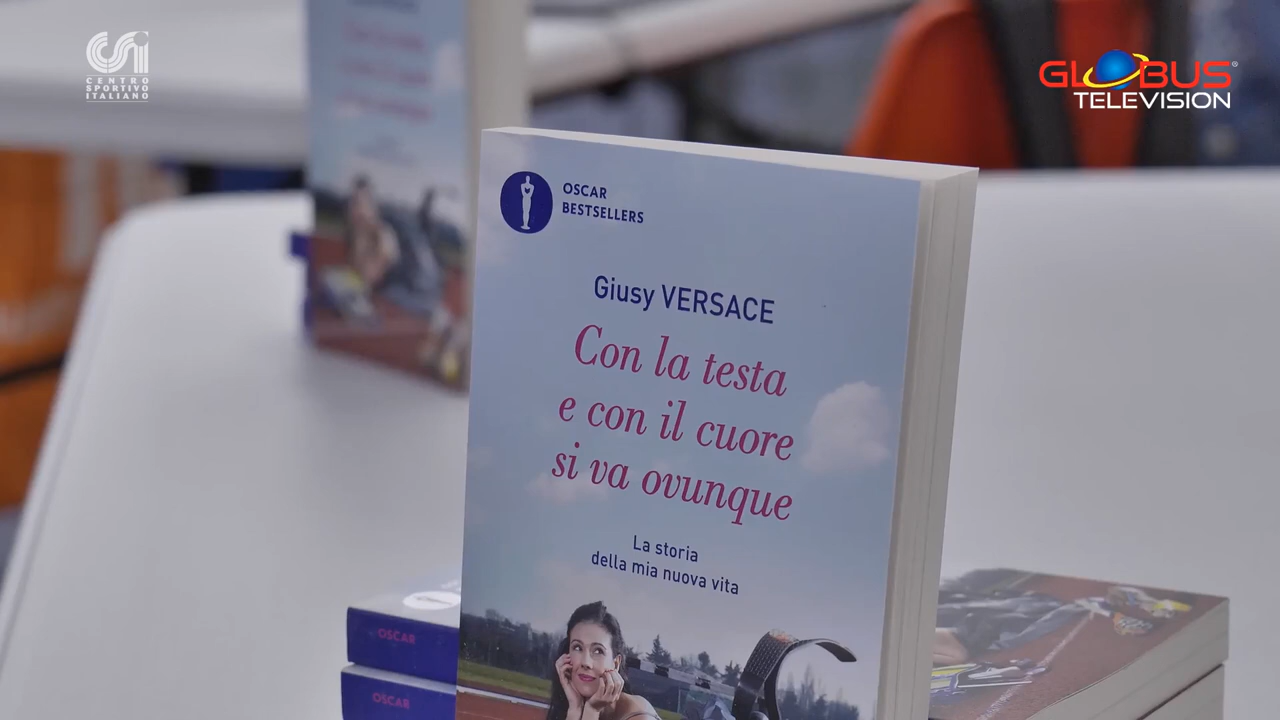 CSI
CENTRO
SPORTIVO
ITALIANO
GLOBUS®
TELEVISION
OSCAR
BESTSELLERS
Giusy VERSACE
Con la testa
e con il cuore
si va ovunque
La storia
della mia nuova vita
OSCAR
OSCAR